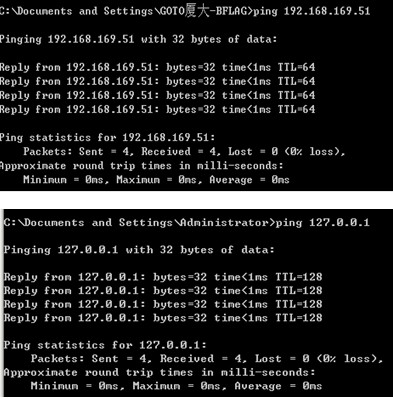 C:\Documents and Settings\GOTO厦大-BFLAG>ping 192.168.169.51
Pinging 192.168.169.51 with 32 bytes of data:
Reply from 192.168.169.51: bytes=32 time<1ms TTL=64
Reply from 192.168.169.51: bytes=32 time<1ms TTL=64
Reply from 192.168.169.51: bytes=32 time<1ms TTL=64
Reply from 192.168.169.51: bytes=32 time<1ms TTL=64
Ping statistics for 192.168.169.51:
Packets: Sent = 4, Received = 4, Lost = 0 (0% loss),
Approximate round trip times in milli-seconds:
Minimum = 0ms, Maximum = 0ms, Average = 0ms
C:\Documents and Settings\Administrator>ping 127.0.0.1
Pinging 127.0.0.1 with 32 bytes of data:
Reply from 127.0.0.1: bytes=32 time<1ms TTL=128
Reply from 127.0.0.1: bytes=32 time<1ms TTL=128
Reply from 127.0.0.1: bytes=32 time<1ms TTL=128
Reply from 127.0.0.1: bytes=32 time<1ms TTL=128
Ping statistics for 127.0.0.1:
Packets: Sent = 4, Received = 4, Lost = 0 (0% loss),
Approximate round trip times in milli-seconds:
Minimum = 0ms, Maximum = 0ms, Average = 0ms